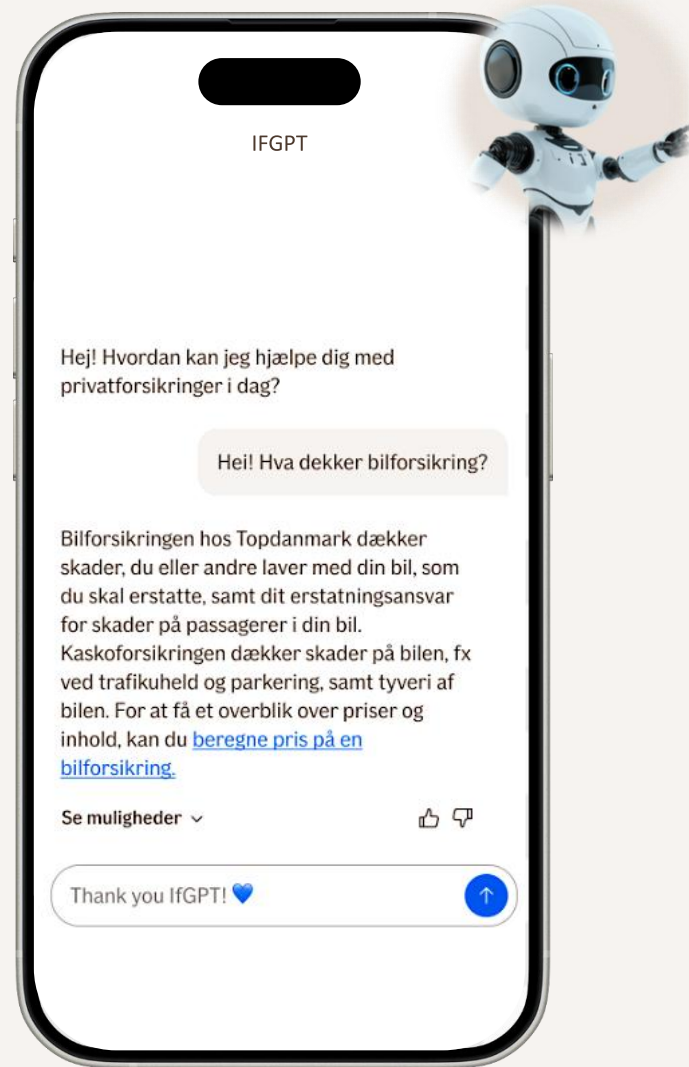 IFGPT
Hej! Hvordan kan jeg hjælpe dig med
privatforsikringer i dag?
Hei! Hva dekker bilforsikring?
Bilforsikringen hos Topdanmark dækker
skader, du eller andre laver med din bil, som
du skal erstatte, samt dit erstatningsansvar
for skader på passagerer i din bil.
Kaskoforsikringen dækker skader på bilen, fx
ved trafikuheld og parkering, samt tyveri af
bilen. For at få et overblik over priser og
inhold, kan du beregne pris på en
bilforsikring.
Se muligheder
Thank you IfGPT! 💙